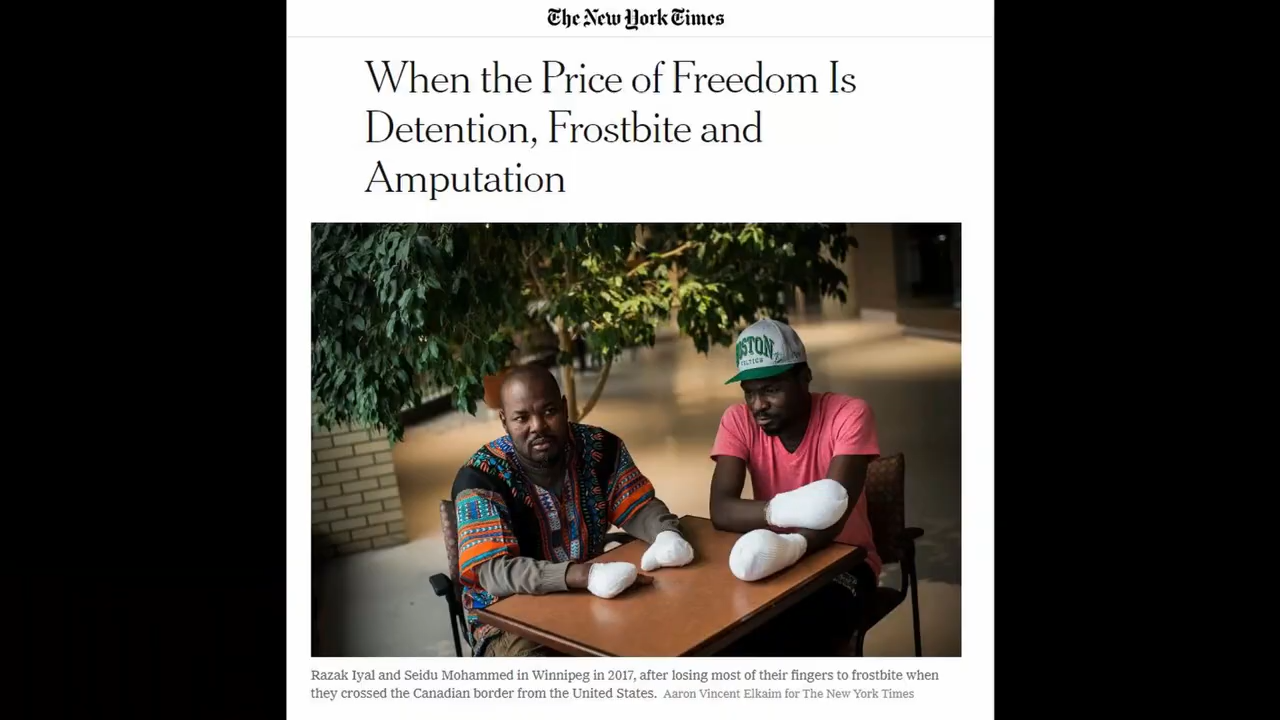 The New York Times
When the Price of Freedom Is
Detention, Frostbite and
Amputation
Razak Iyal and Seidu Mohammed in Winnipeg in 2017, after losing most of their fingers to frostbite when
they crossed the Canadian border from the United States. Aaron Vincent Elkaim for The New York Times